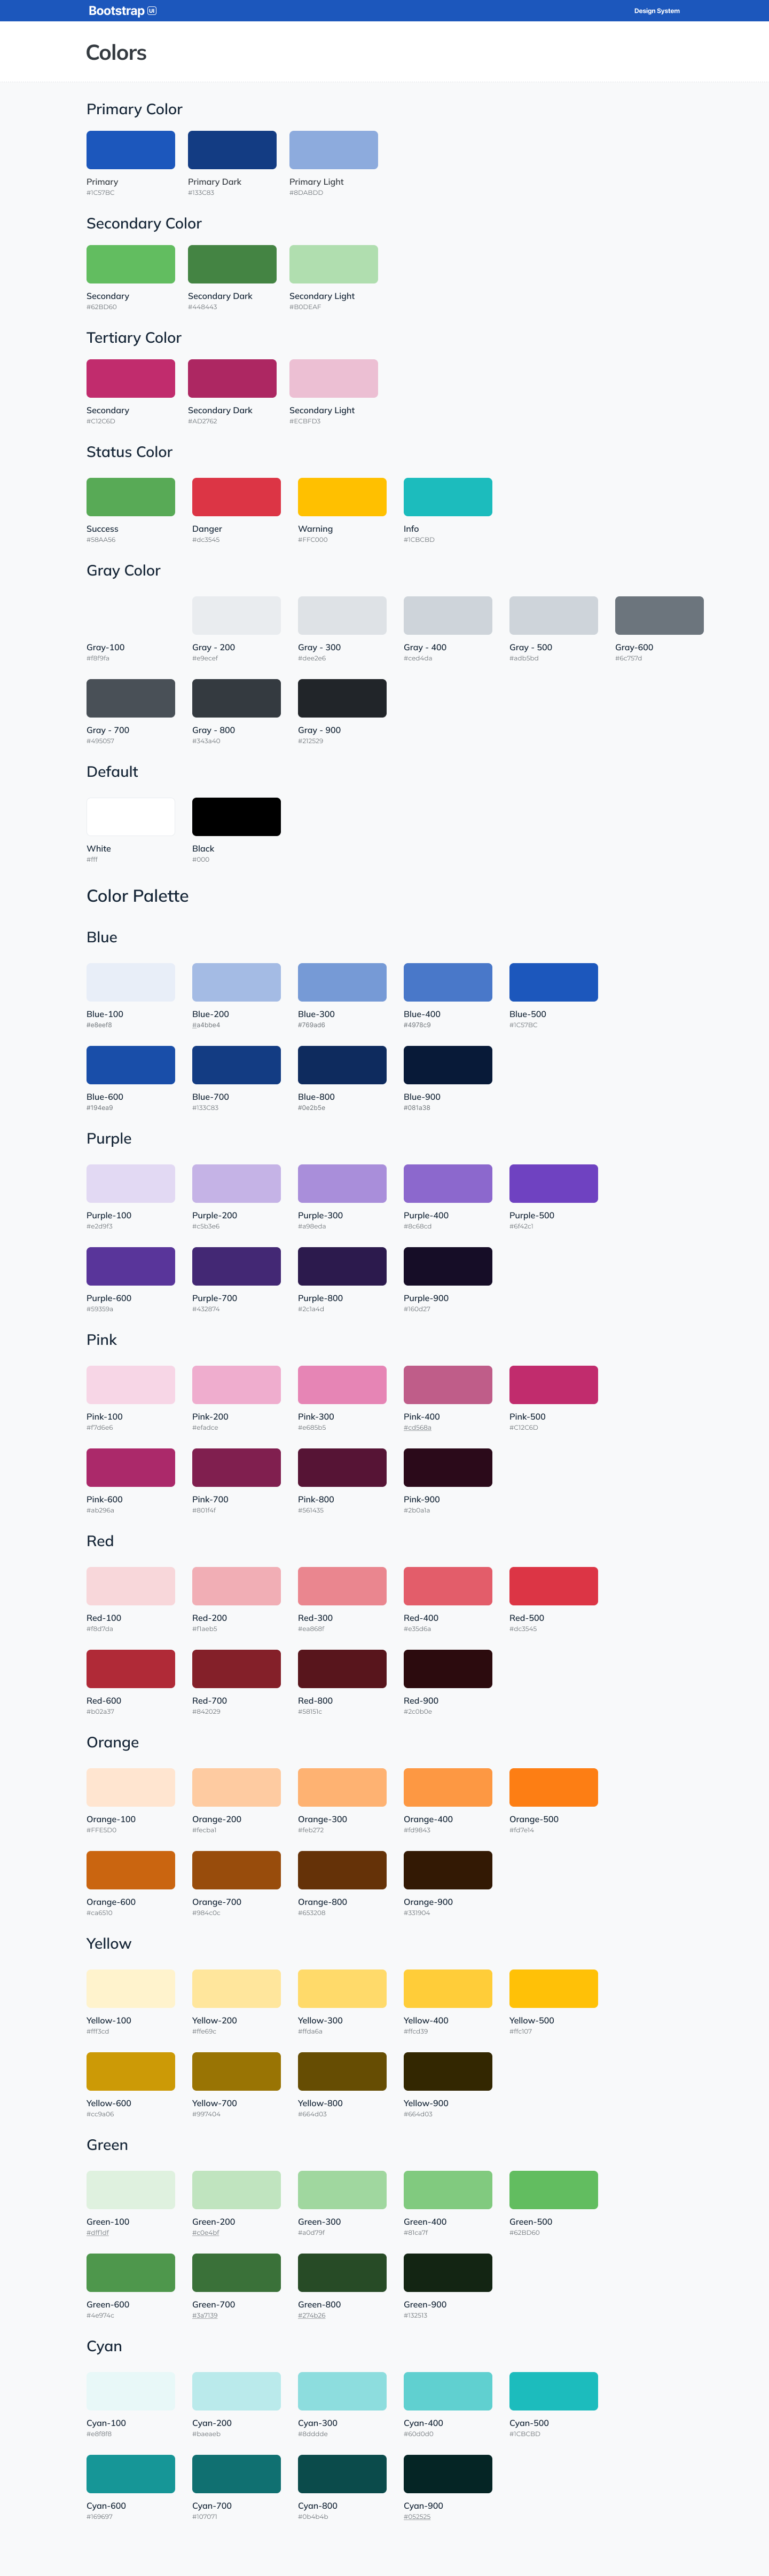 Bootstrap UI
Design System
Colors
Primary Color
Primary
Primary Dark
Primary Light
#1C57BC
#133C83
#8DABDD
Secondary Color
Secondary
Secondary Dark
Secondary Light
#62BD60
#448443
#B0DEAF
Tertiary Color
Secondary
Secondary Dark
Secondary Light
#C12C6D
#AD2762
#ECBFD3
Status Color
Success
Danger
Warning
Info
#58AA56
#dc3545
#FFC000
#1CBCBD
Gray Color
Gray-100
Gray - 200
Gray - 300
Gray - 400
Gray - 500
Gray-600
#f8f9fa
#e9ecef
#dee2e6
#ced4da
#adb5bd
#6c757d
Gray - 700
Gray - 800
Gray - 900
#495057
#343a40
#212529
Default
White
Black
#fff
#000
Color Palette
Blue
Blue-100
Blue-200
Blue-300
Blue-400
Blue-500
#e8eef8
#a4bbe4
#769ad6
#4978c9
#1C57BC
Blue-600
Blue-700
Blue-800
Blue-900
#194ea9
#133C83
#0e2b5e
#081a38
Purple
Purple-100
Purple-200
Purple-300
Purple-400
Purple-500
#e2d9f3
#c5b3e6
#a98eda
#8c68cd
#6f42c1
Purple-600
Purple-700
Purple-800
Purple-900
#59359a
#432874
#2c1a4d
#160d27
Pink
Pink-100
Pink-200
Pink-300
Pink-400
Pink-500
#f7d6e6
#efadce
#e685b5
#cd568a
#C12C6D
Pink-600
Pink-700
Pink-800
Pink-900
#ab296a
#801f4f
#561435
#2b0a1a
Red
Red-100
Red-200
Red-300
Red-400
Red-500
#f8d7da
#f1aeb5
#ea868f
#e35d6a
#dc3545
Red-600
Red-700
Red-800
Red-900
#b02a37
#842029
#58151c
#2c0b0e
Orange
Orange-100
Orange-200
Orange-300
Orange-400
Orange-500
#FFE5D0
#fecba1
#feb272
#fd9843
#fd7e14
Orange-600
Orange-700
Orange-800
Orange-900
#ca6510
#984c0c
#653208
#331904
Yellow
Yellow-100
Yellow-200
Yellow-300
Yellow-400
Yellow-500
#fff3cd
#ffe69c
#ffda6a
#ffcd39
#ffc107
Yellow-600
Yellow-700
Yellow-800
Yellow-900
#cc9a06
#997404
#664d03
#664d03
Green
Green-100
Green-200
Green-300
Green-400
Green-500
#dff1df
#c0e4bf
#a0d79f
#81ca7f
#62BD60
Green-600
Green-700
Green-800
Green-900
#4e974c
#3a7139
#274b26
#132513
Cyan
Cyan-100
Cyan-200
Cyan-300
Cyan-400
Cyan-500
#e8f8f8
#baeaeb
#8dddde
#60d0d0
#1CBCBD
Cyan-600
Cyan-700
Cyan-800
Cyan-900
#169697
#107071
#0b4b4b
#052525